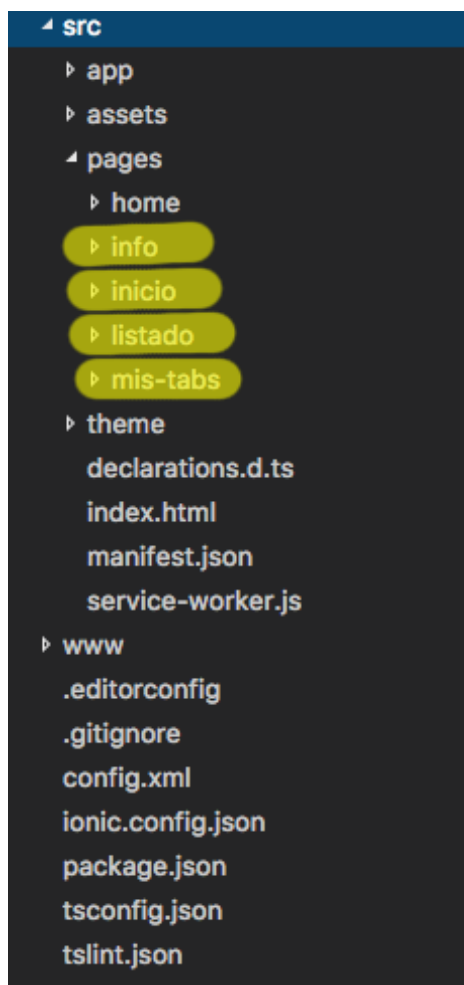 src
app
assets
pages
home
info
inicio
listado
mis-tabs
theme
declarations.d.ts
index.html
manifest.json
service-worker.js
www
.editorconfig
.gitignore
config.xml
ionic.config.json
package.json
tsconfig.json
tslint.json